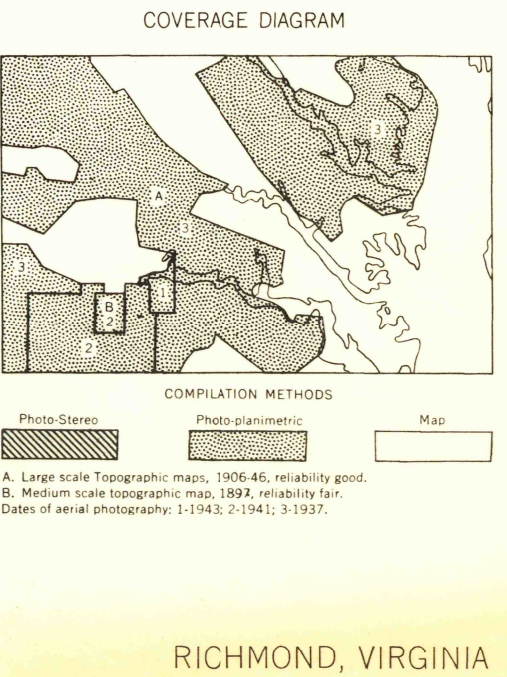 COVERAGE DIAGRAM
3
A
3
3
1
B
2
2
COMPILATION METHODS
Photo-Stereo Photo-planimetric Map
A. Large scale Topographic maps, 1906-46, reliability good.
B. Medium scale topographic map, 1897, reliability fair.
Dates of aerial photography: 1-1943; 2-1941; 3-1937.
RICHMOND, VIRGINIA